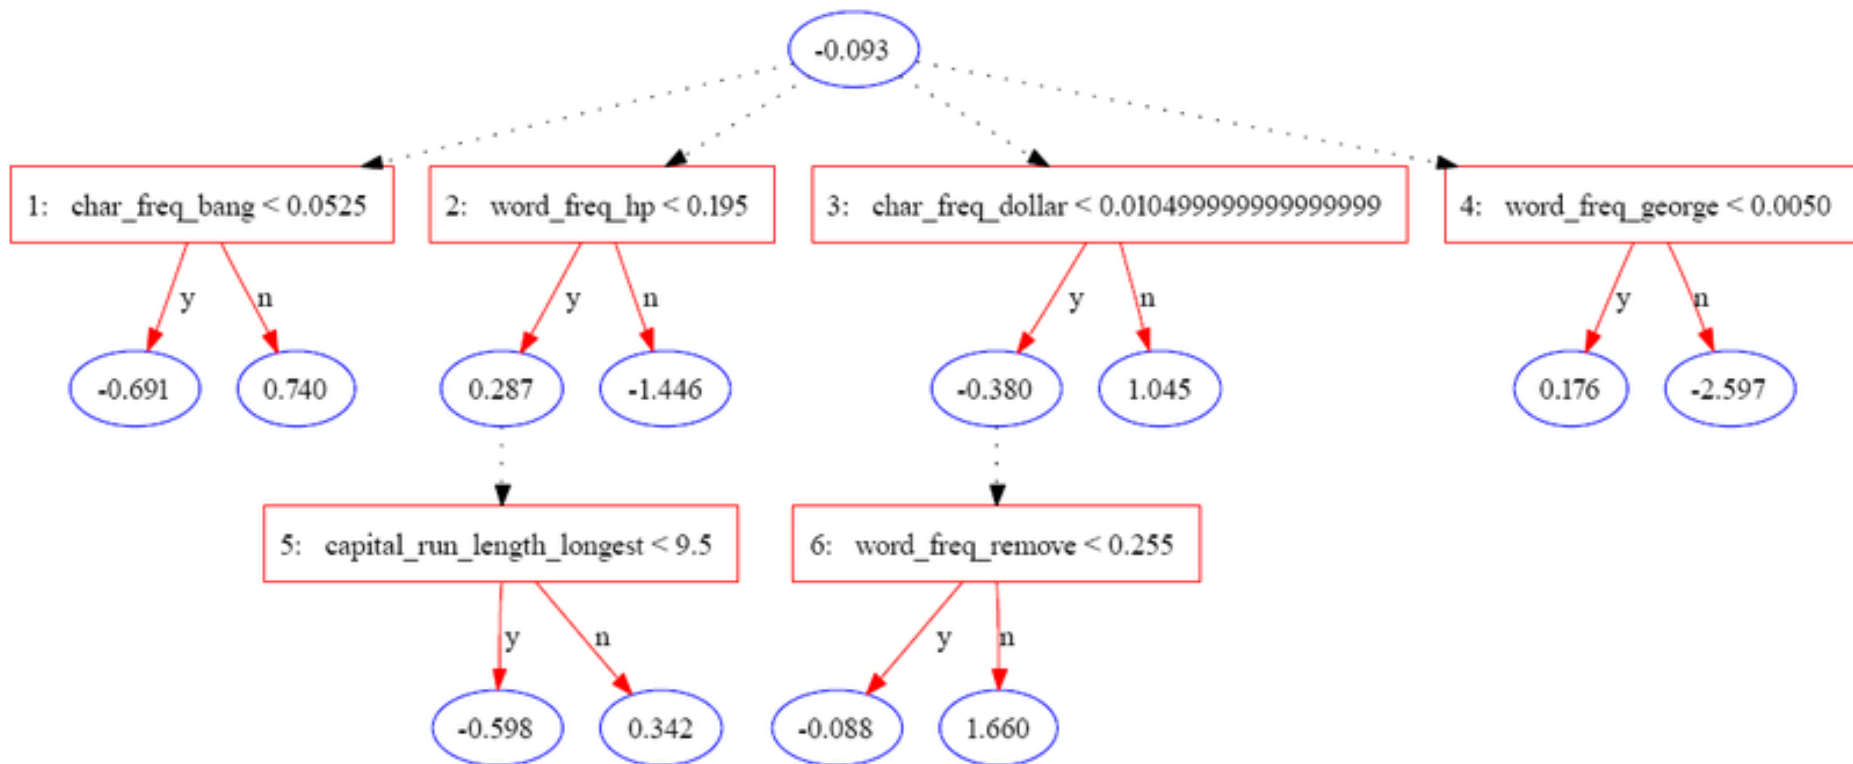 -0.093
1: char_freq_bang < 0.0525
2: word_freq_hp < 0.195
3: char_freq_dollar < 0.010499999999999999
4: word_freq_george < 0.0050
y n
y n
y n
y n
-0.691 0.740
0.287 -1.446
-0.380 1.045
0.176 -2.597
5: capital_run_length_longest < 9.5
6: word_freq_remove < 0.255
y n
y n
-0.598 0.342
-0.088 1.660